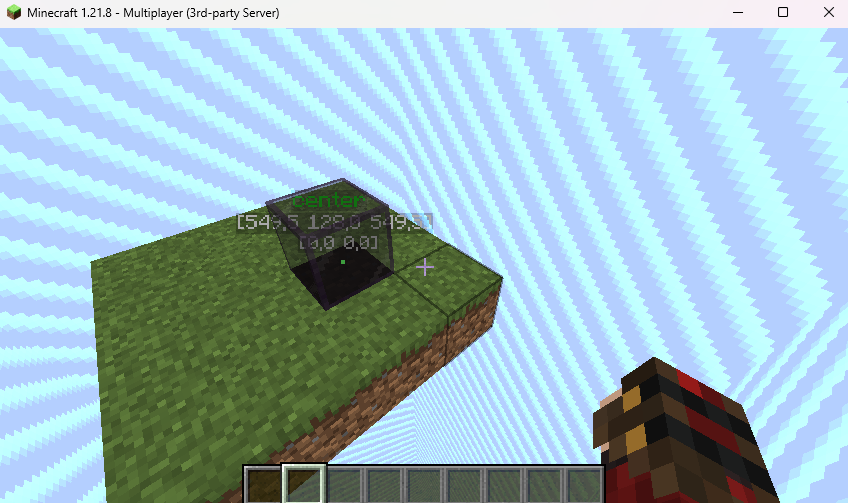 Minecraft 1.21.8 - Multiplayer (3rd-party Server)
center
[549,5 128,0 549,5]
[0,0 0,0]